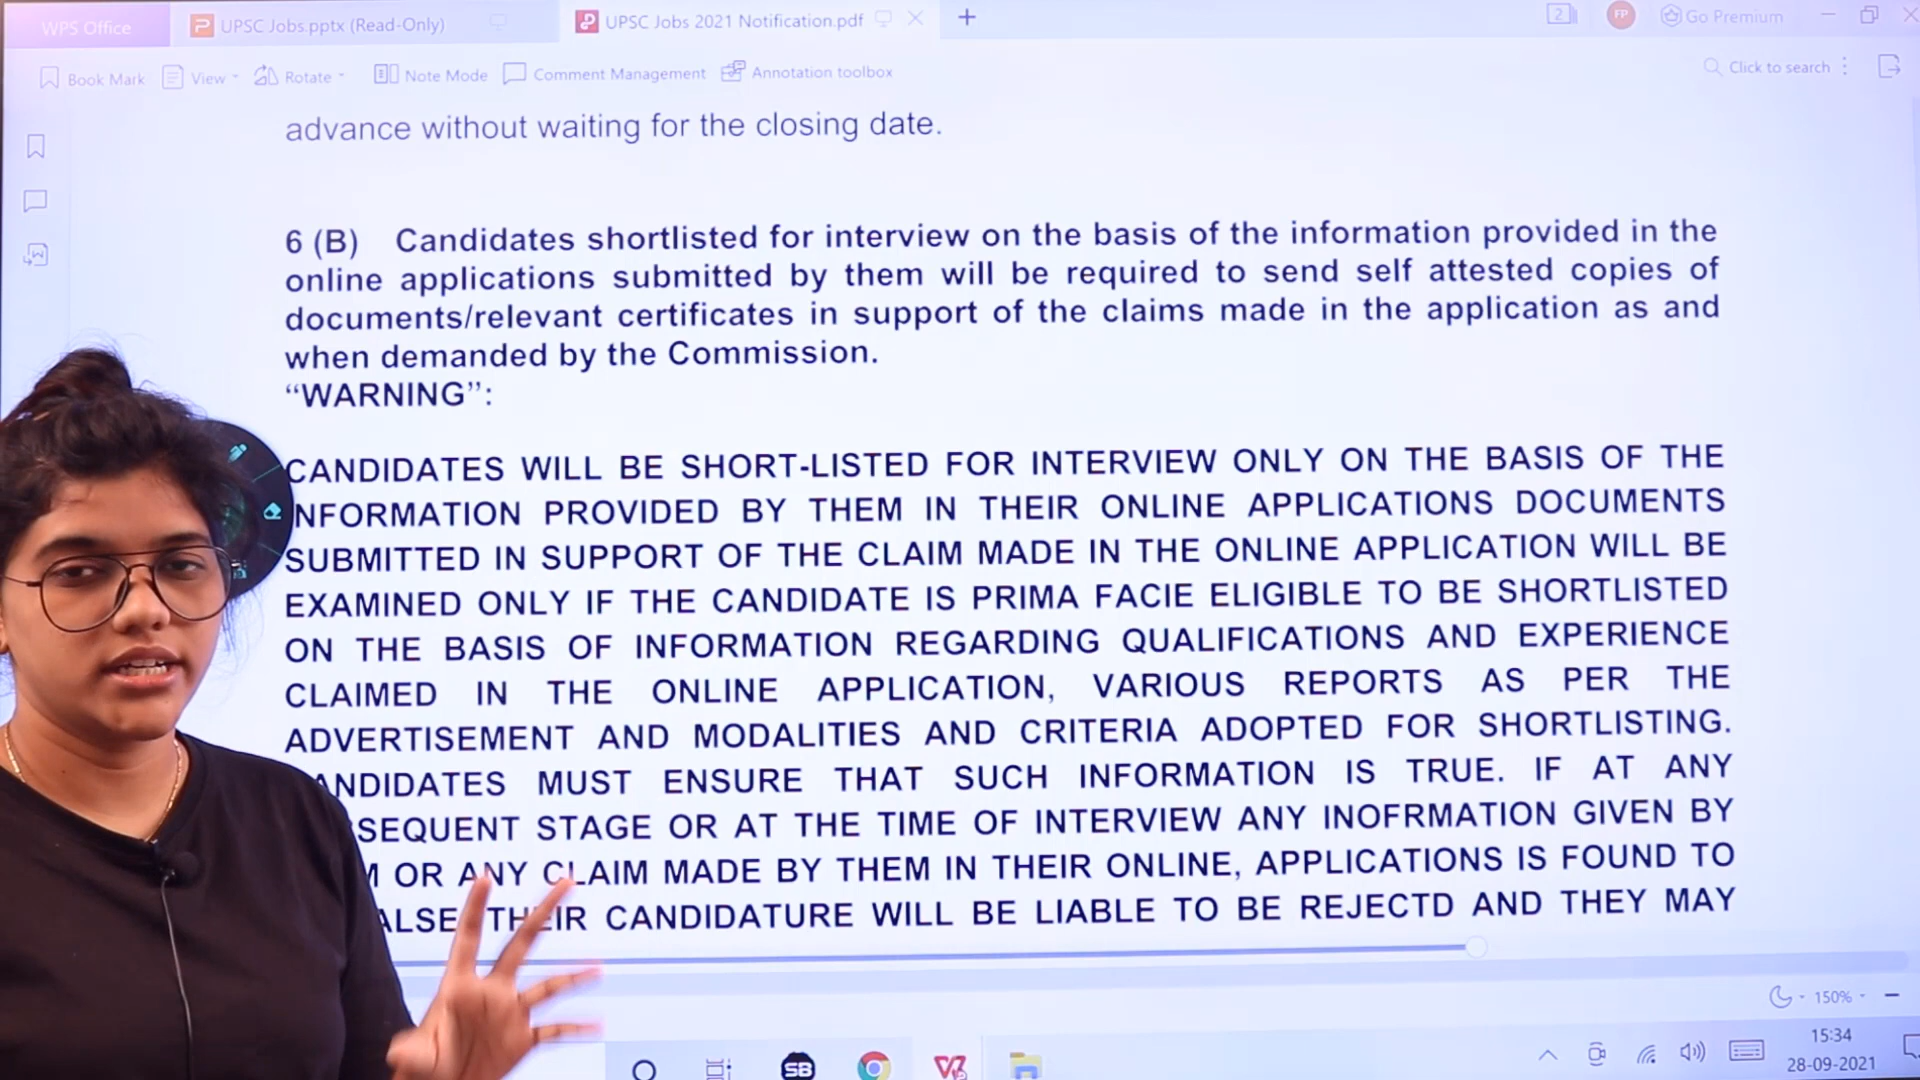 WPS Office
UPSC Jobs.pptx (Read-Only)
UPSC Jobs 2021 Notification.pdf
2
FP
Go Premium
Book Mark
View
Rotate
Note Mode
Comment Management
Annotation toolbox
Click to search
advance without waiting for the closing date.
6 (B) Candidates shortlisted for interview on the basis of the information provided in the
online applications submitted by them will be required to send self attested copies of
documents/relevant certificates in support of the claims made in the application as and
when demanded by the Commission.
“WARNING”:
CANDIDATES WILL BE SHORT-LISTED FOR INTERVIEW ONLY ON THE BASIS OF THE
NFORMATION PROVIDED BY THEM IN THEIR ONLINE APPLICATIONS DOCUMENTS
SUBMITTED IN SUPPORT OF THE CLAIM MADE IN THE ONLINE APPLICATION WILL BE
EXAMINED ONLY IF THE CANDIDATE IS PRIMA FACIE ELIGIBLE TO BE SHORTLISTED
ON THE BASIS OF INFORMATION REGARDING QUALIFICATIONS AND EXPERIENCE
CLAIMED IN THE ONLINE APPLICATION, VARIOUS REPORTS AS PER THE
ADVERTISEMENT AND MODALITIES AND CRITERIA ADOPTED FOR SHORTLISTING.
ANDIDATES MUST ENSURE THAT SUCH INFORMATION IS TRUE. IF AT ANY
SEQUENT STAGE OR AT THE TIME OF INTERVIEW ANY INOFRMATION GIVEN BY
M OR ANY CLAIM MADE BY THEM IN THEIR ONLINE, APPLICATIONS IS FOUND TO
ALSE THEIR CANDIDATURE WILL BE LIABLE TO BE REJECTD AND THEY MAY
150%
SB
15:34
28-09-2021